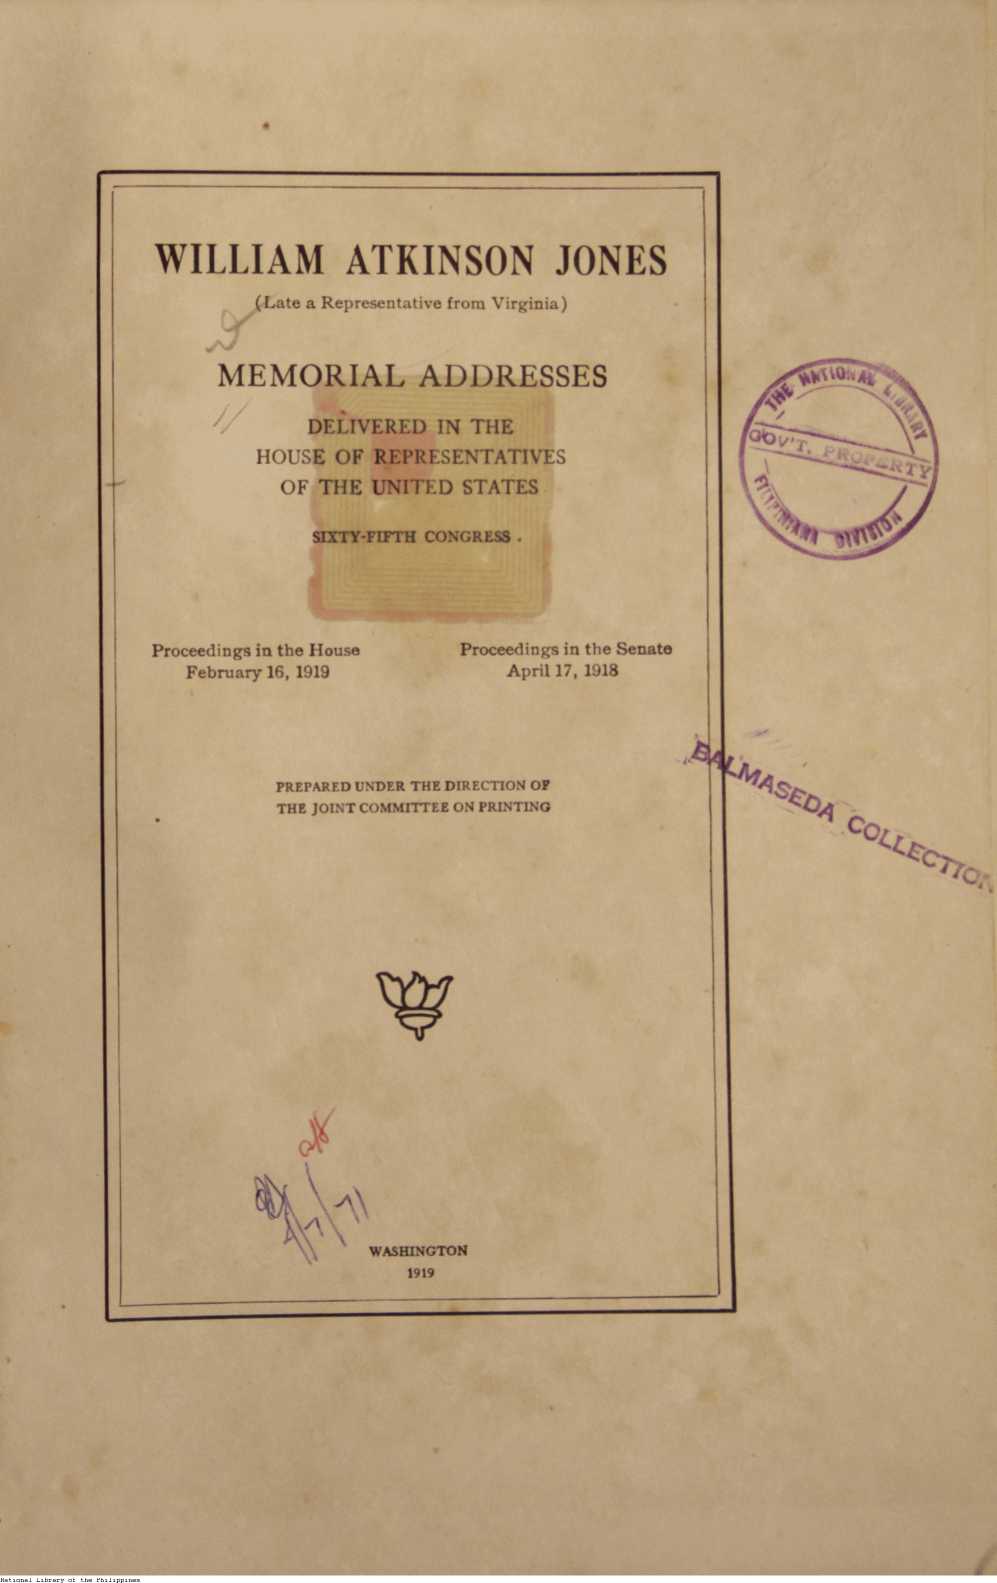 WILLIAM ATKINSON JONES
(Late a Representative from Virginia)
MEMORIAL ADDRESSES
DELIVERED IN THE
HOUSE OF REPRESENTATIVES
OF THE UNITED STATES
SIXTY-FIFTH CONGRESS
THE NATIONAL LIBRARY
GOV'T. PROPERTY
FILIPINIANA DIVISION
Proceedings in the House
February 16, 1919
Proceedings in the Senate
April 17, 1918
BALMASEDA COLLECTION
PREPARED UNDER THE DIRECTION OF
THE JOINT COMMITTEE ON PRINTING
WASHINGTON
1919
National Library of the Philippines